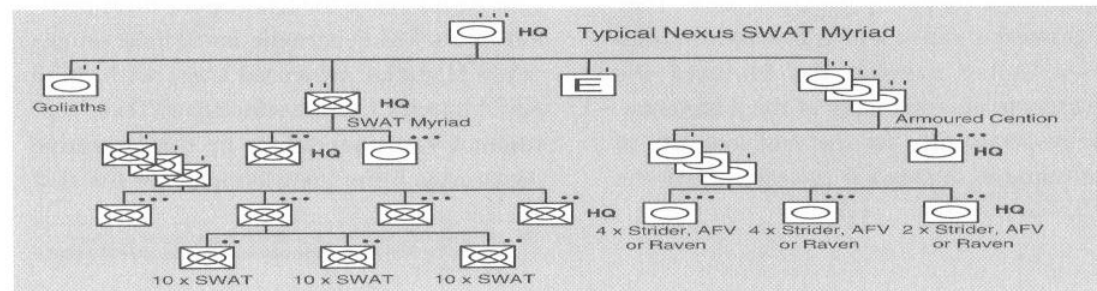 HQ Typical Nexus SWAT Myriad
Goliaths
HQ
E
SWAT Myriad
Armoured Cention
HQ
HQ
HQ
HQ
4 x Strider, AFV
or Raven
4 x Strider, AFV
or Raven
2 x Strider, AFV
or Raven
10 x SWAT
10 x SWAT
10 x SWAT